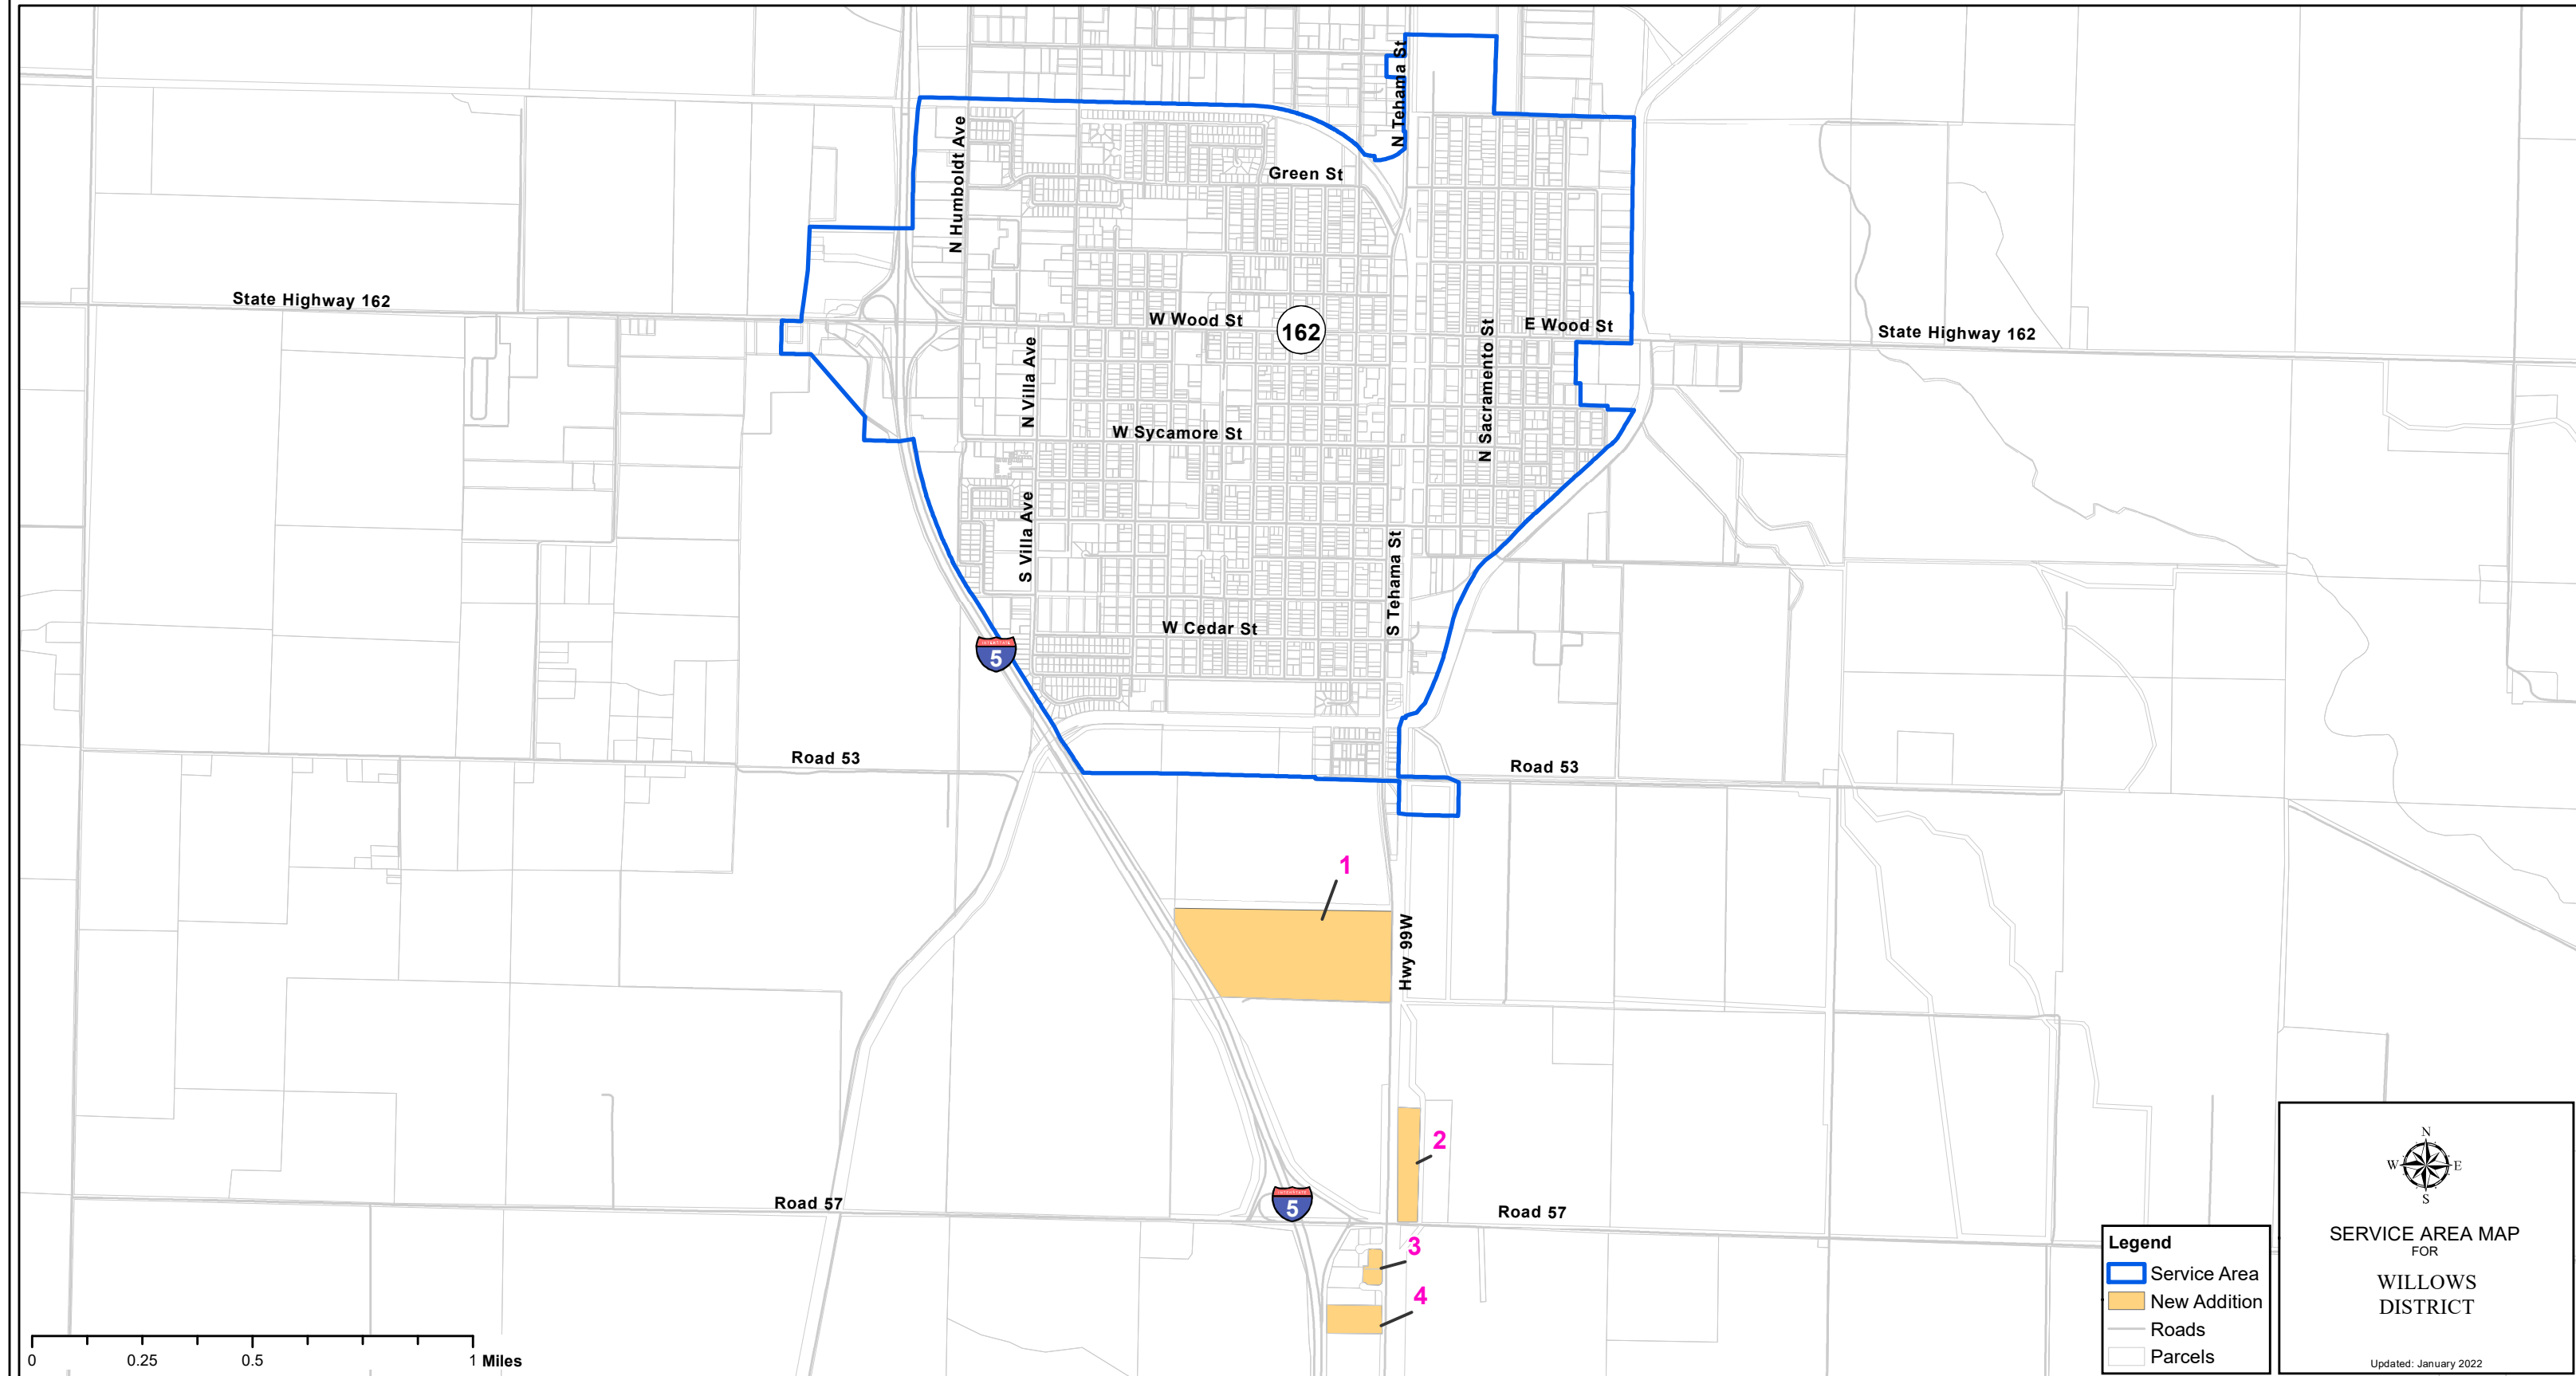 N Tehama St
N Humboldt Ave
Green St
State Highway 162
W Wood St
162
E Wood St
State Highway 162
N Villa Ave
N Sacramento St
W Sycamore St
S Villa Ave
S Tehama St
W Cedar St
INTERSTATE
5
Road 53
Road 53
1
Hwy 99W
2
INTERSTATE
5
Road 57
Road 57
3
4
0
0.25
0.5
1 Miles
Legend
Service Area
New Addition
Roads
Parcels
N
W
E
S
SERVICE AREA MAP
FOR
WILLOWS
DISTRICT
Updated: January 2022